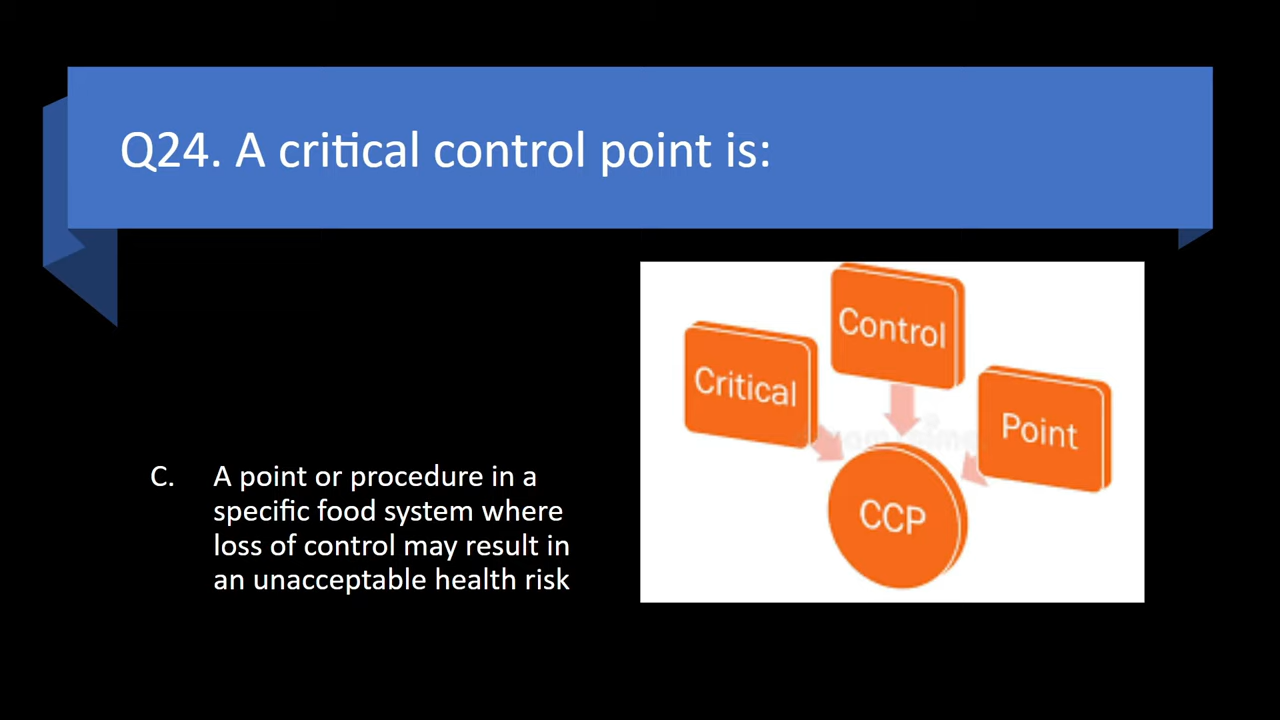 Q24. A critical control point is:
C. A point or procedure in a
specific food system where
loss of control may result in
an unacceptable health risk
Control
Critical
Point
CCP